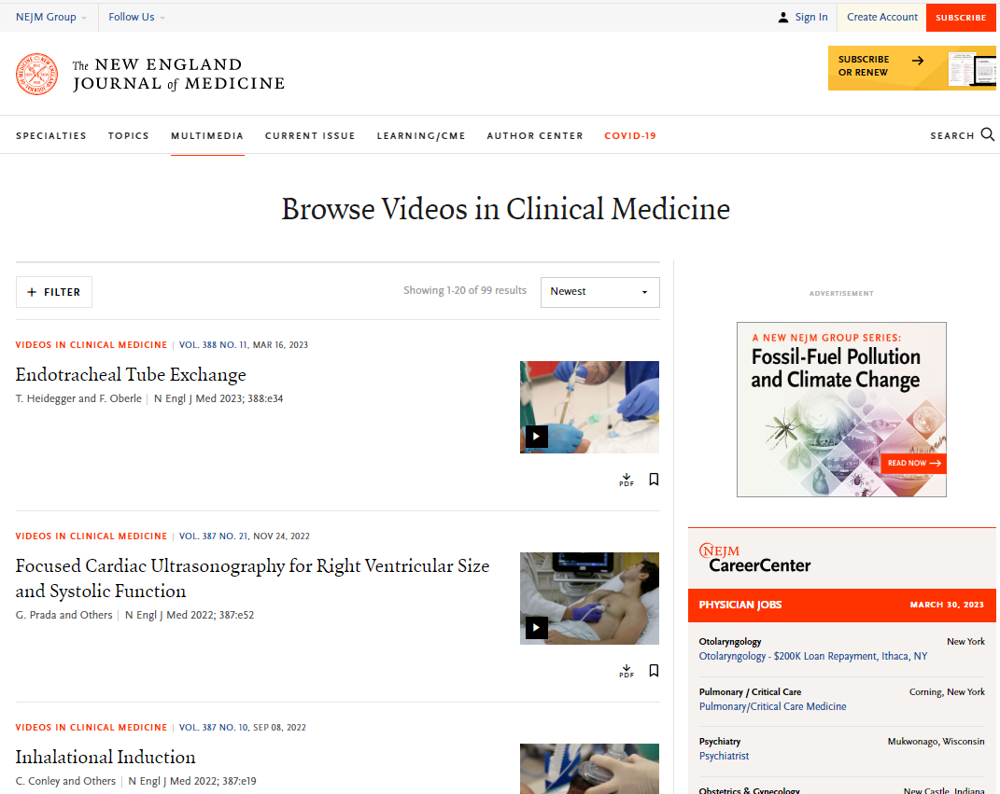 NEJM Group
Follow Us
Sign In
Create Account
SUBSCRIBE
The NEW ENGLAND
JOURNAL of MEDICINE
SUBSCRIBE
OR RENEW
SPECIALTIES
TOPICS
MULTIMEDIA
CURRENT ISSUE
LEARNING/CME
AUTHOR CENTER
COVID-19
SEARCH
Browse Videos in Clinical Medicine
+ FILTER
Showing 1-20 of 99 results
Newest
VIDEOS IN CLINICAL MEDICINE | VOL. 388 NO. 11, MAR 16, 2023
Endotracheal Tube Exchange
T. Heidegger and F. Oberle | N Engl J Med 2023; 388:e34
PDF
VIDEOS IN CLINICAL MEDICINE | VOL. 387 NO. 21, NOV 24, 2022
Focused Cardiac Ultrasonography for Right Ventricular Size
and Systolic Function
G. Prada and Others | N Engl J Med 2022; 387:e52
PDF
VIDEOS IN CLINICAL MEDICINE | VOL. 387 NO. 10, SEP 08, 2022
Inhalational Induction
C. Conley and Others | N Engl J Med 2022; 387:e19
ADVERTISEMENT
A NEW NEJM GROUP SERIES:
Fossil-Fuel Pollution
and Climate Change
READ NOW
NEJM
CareerCenter
PHYSICIAN JOBS
MARCH 30, 2023
Otolaryngology
New York
Otolaryngology - $200K Loan Repayment, Ithaca, NY
Pulmonary / Critical Care
Corning, New York
Pulmonary/Critical Care Medicine
Psychiatry
Mukwonago, Wisconsin
Psychiatrist
Obstetrics & Gynecology
New Castle, Indiana